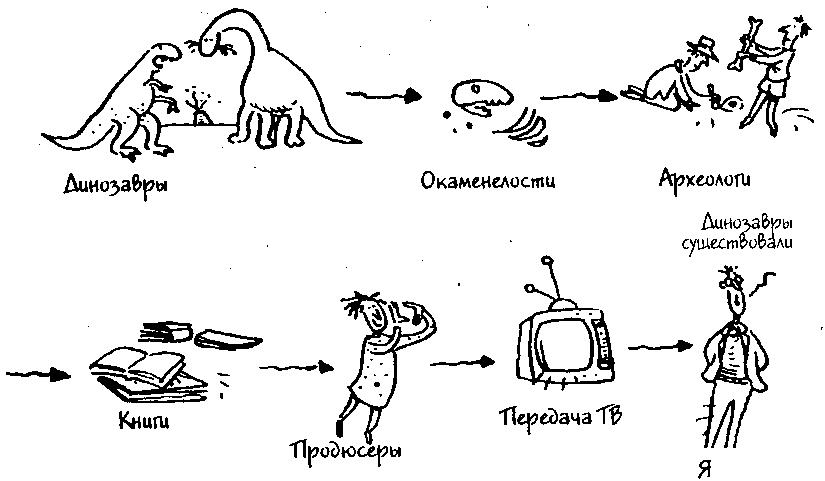 Динозавры
Окаменелости
Археологи
Динозавры
существовали
Книги
Продюсеры
Передача ТВ
Я